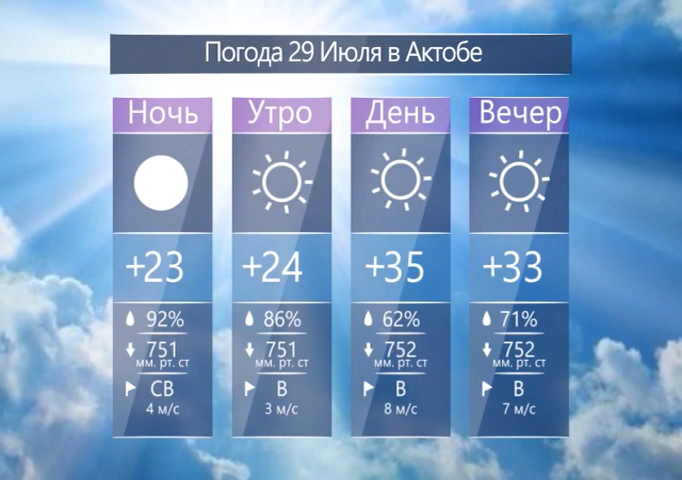 Погода 29 Июля в Актобе
Ночь Утро День Вечер
+23 +24 +35 +33
92% 86% 62% 71%
751 751 752 752
мм. рт. ст мм. рт. ст мм. рт. ст мм. рт. ст
СВ В В В
4 м/с 3 м/с 8 м/с 7 м/с